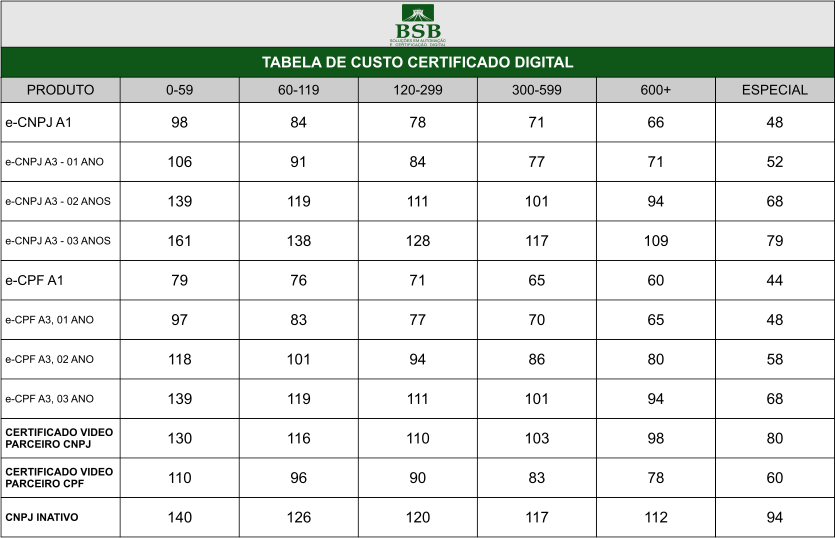 BSB
SOLUÇÕES EM AUTOMAÇÃO
E CERTIFICAÇÃO DIGITAL
TABELA DE CUSTO CERTIFICADO DIGITAL
PRODUTO 0-59 60-119 120-299 300-599 600+ ESPECIAL
e-CNPJ A1 98 84 78 71 66 48
e-CNPJ A3 - 01 ANO 106 91 84 77 71 52
e-CNPJ A3 - 02 ANOS 139 119 111 101 94 68
e-CNPJ A3 - 03 ANOS 161 138 128 117 109 79
e-CPF A1 79 76 71 65 60 44
e-CPF A3, 01 ANO 97 83 77 70 65 48
e-CPF A3, 02 ANO 118 101 94 86 80 58
e-CPF A3, 03 ANO 139 119 111 101 94 68
CERTIFICADO VIDEO
PARCEIRO CNPJ 130 116 110 103 98 80
CERTIFICADO VIDEO
PARCEIRO CPF 110 96 90 83 78 60
CNPJ INATIVO 140 126 120 117 112 94